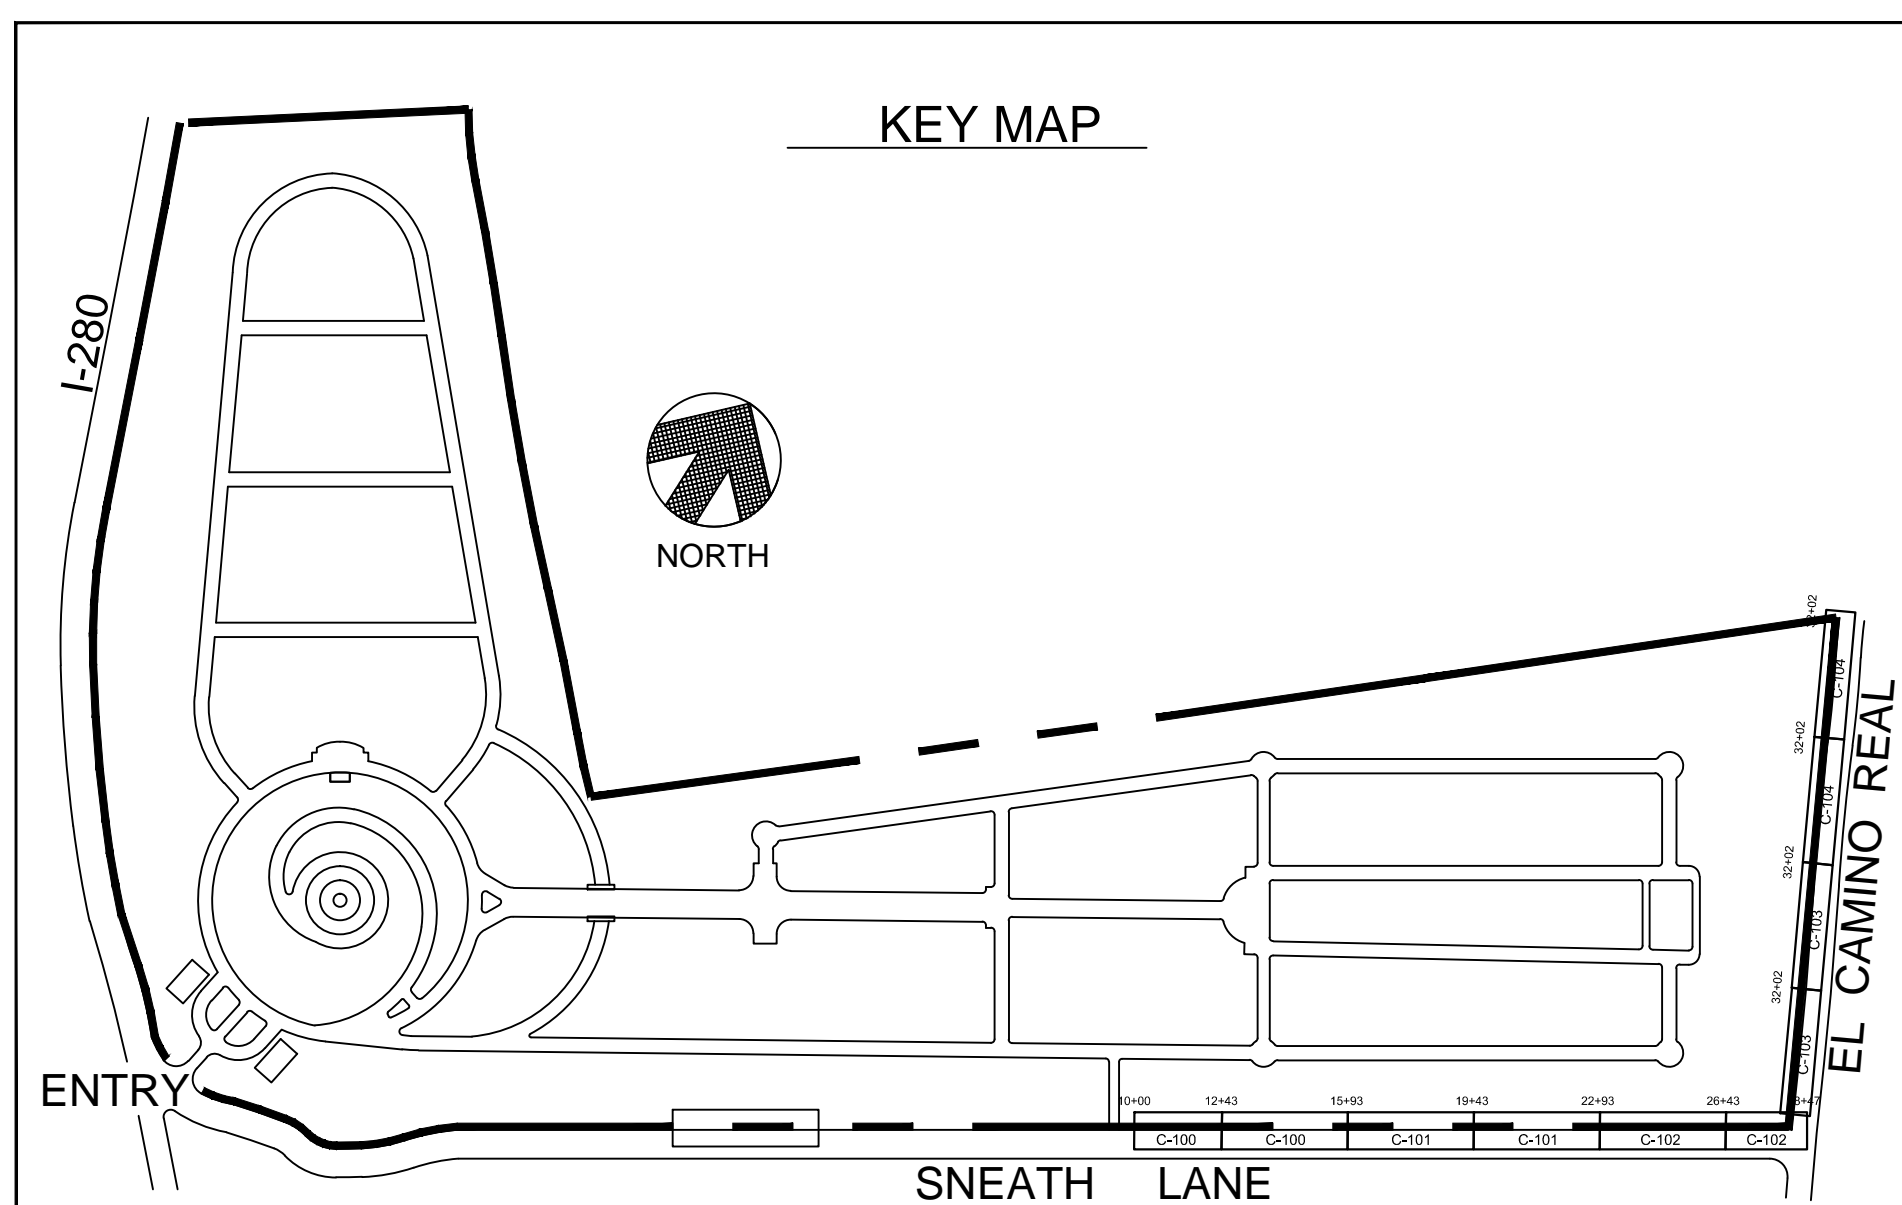 KEY MAP
I-280
NORTH
32+02
C-104
32+02
C-104
32+02
C-103
32+02
C-103
EL CAMINO REAL
ENTRY
10+00 12+43 15+93 19+43 22+93 26+43
C-100 C-100 C-101 C-101 C-102 C-102
SNEATH LANE